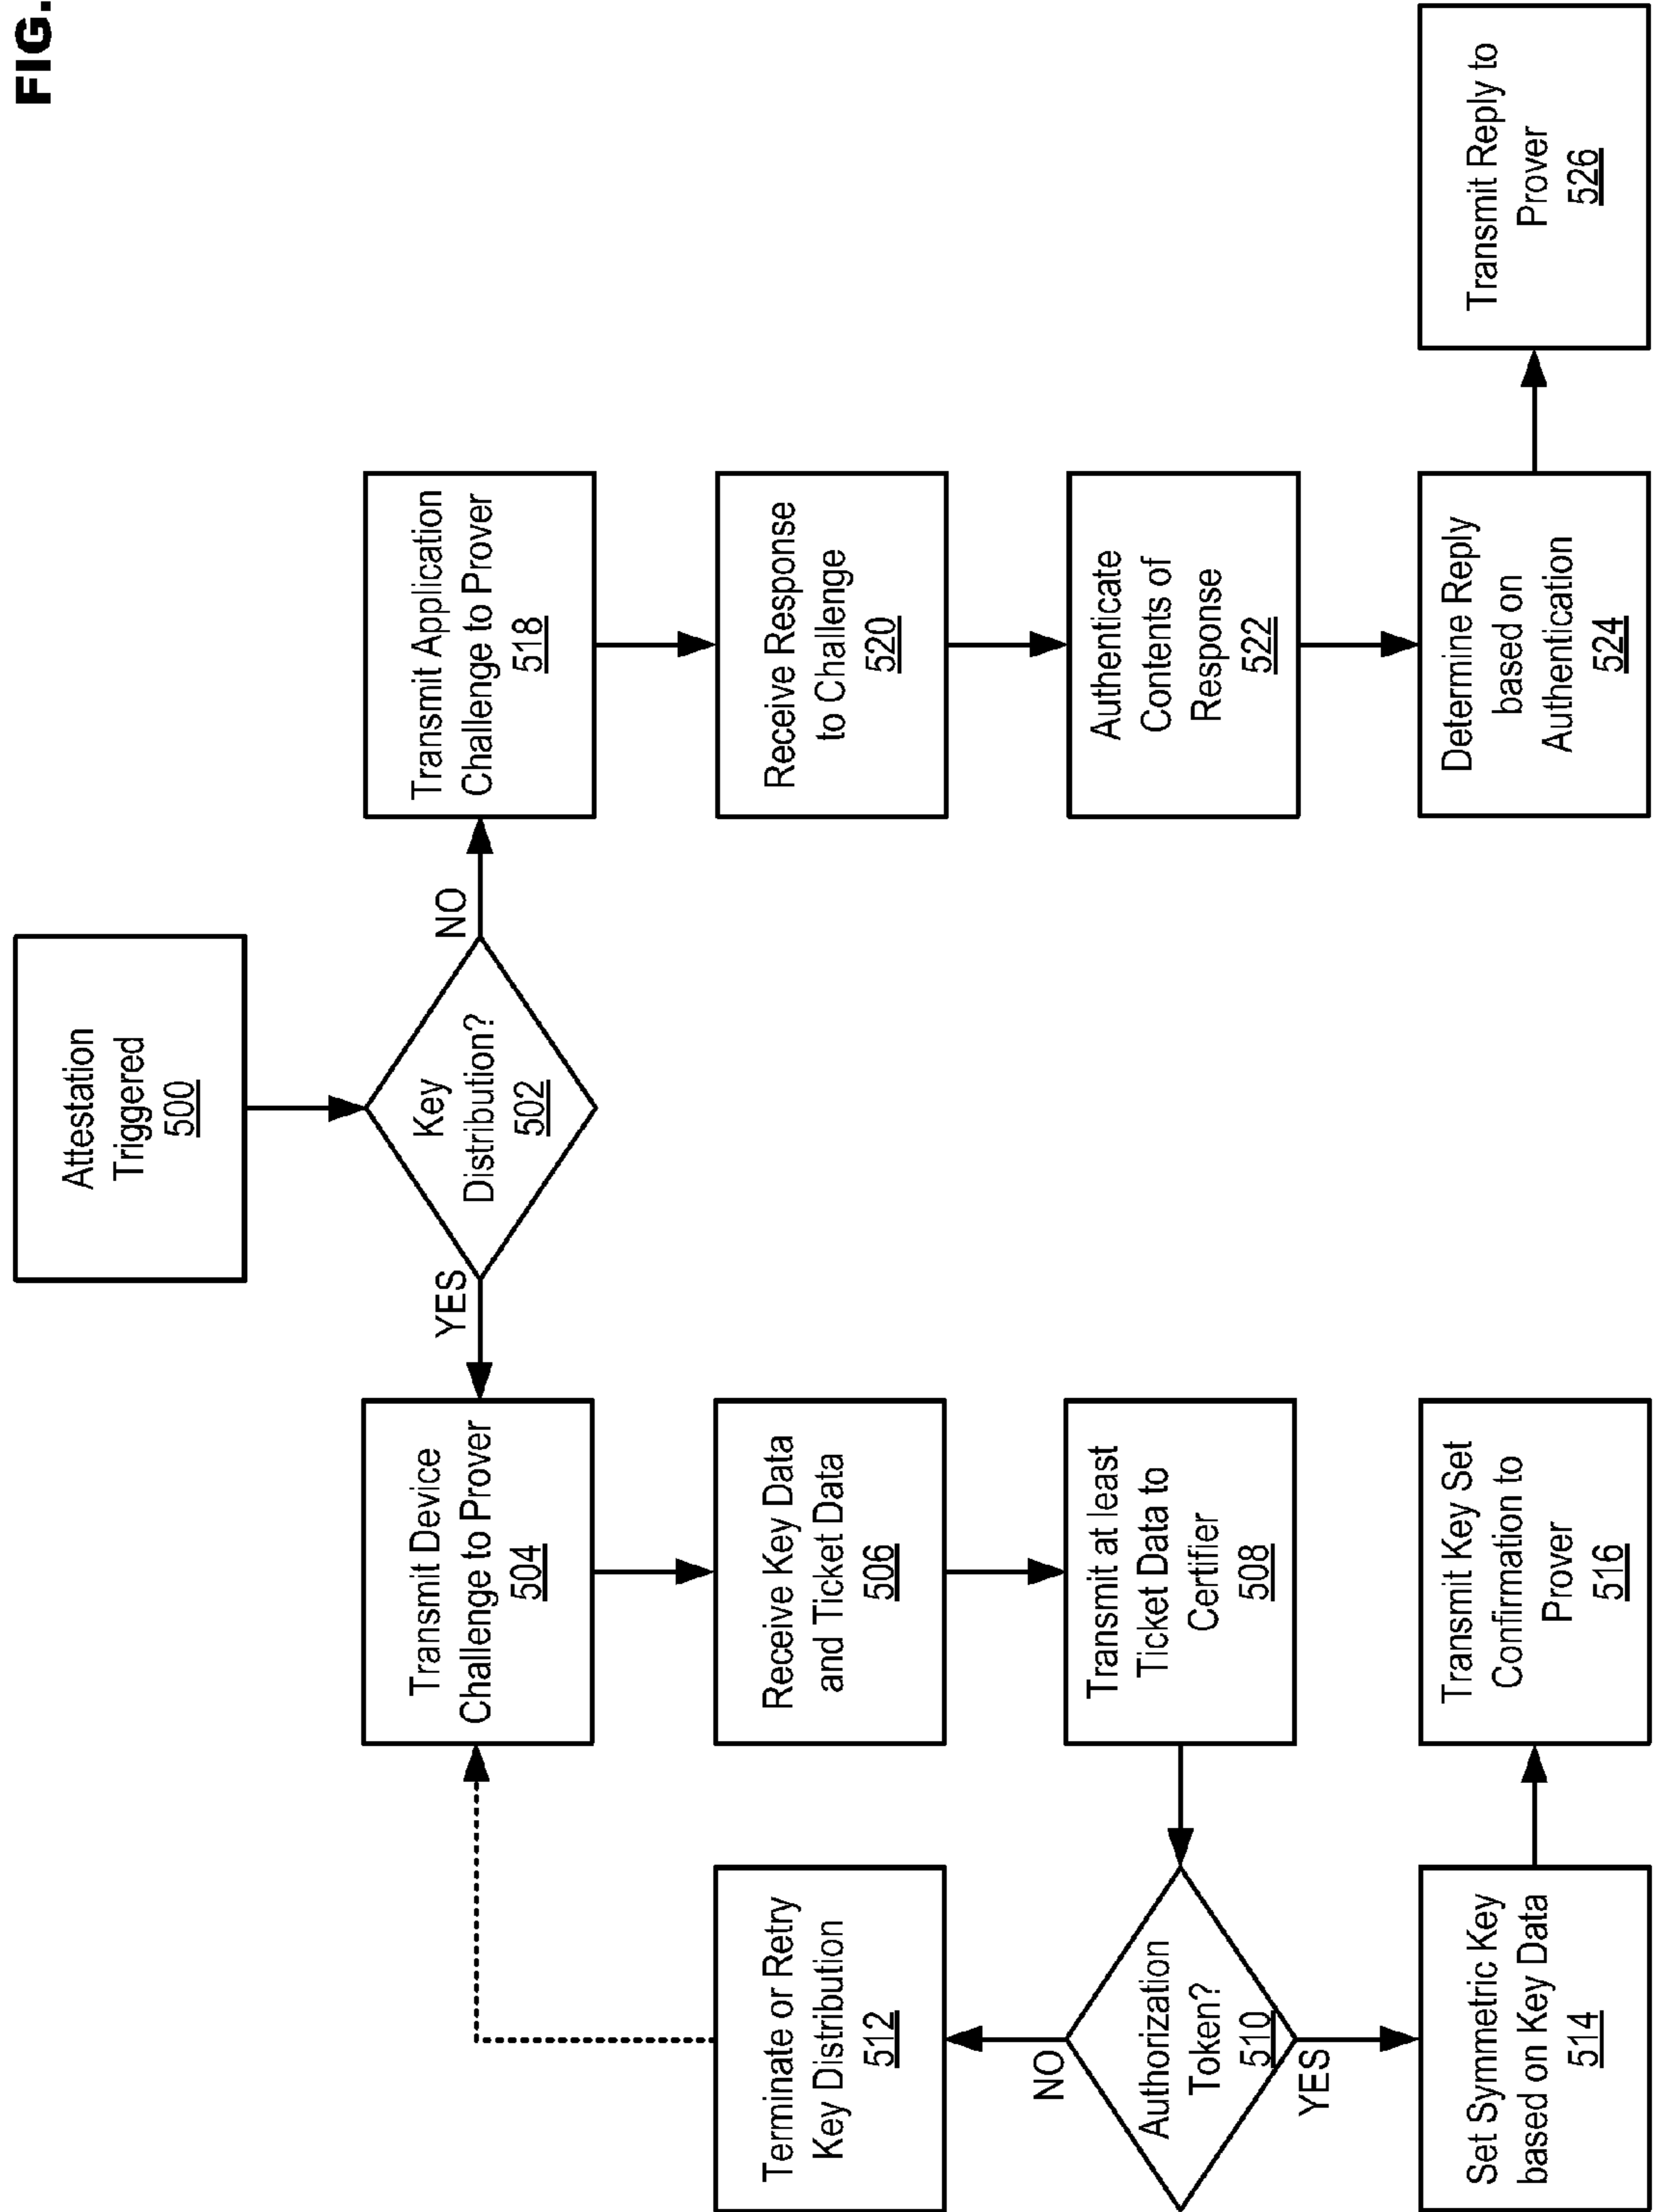 FIG.
Attestation
Triggered
500
Key
Distribution?
502
YES
NO
Transmit Device
Challenge to Prover
504
Receive Key Data
and Ticket Data
506
Transmit at least
Ticket Data to
Certifier
508
Authorization
Token?
510
NO
YES
Terminate or Retry
Key Distribution
512
Set Symmetric Key
based on Key Data
514
Transmit Key Set
Confirmation to
Prover
516
Transmit Application
Challenge to Prover
518
Receive Response
to Challenge
520
Authenticate
Contents of
Response
522
Determine Reply
based on
Authentication
524
Transmit Reply to
Prover
526